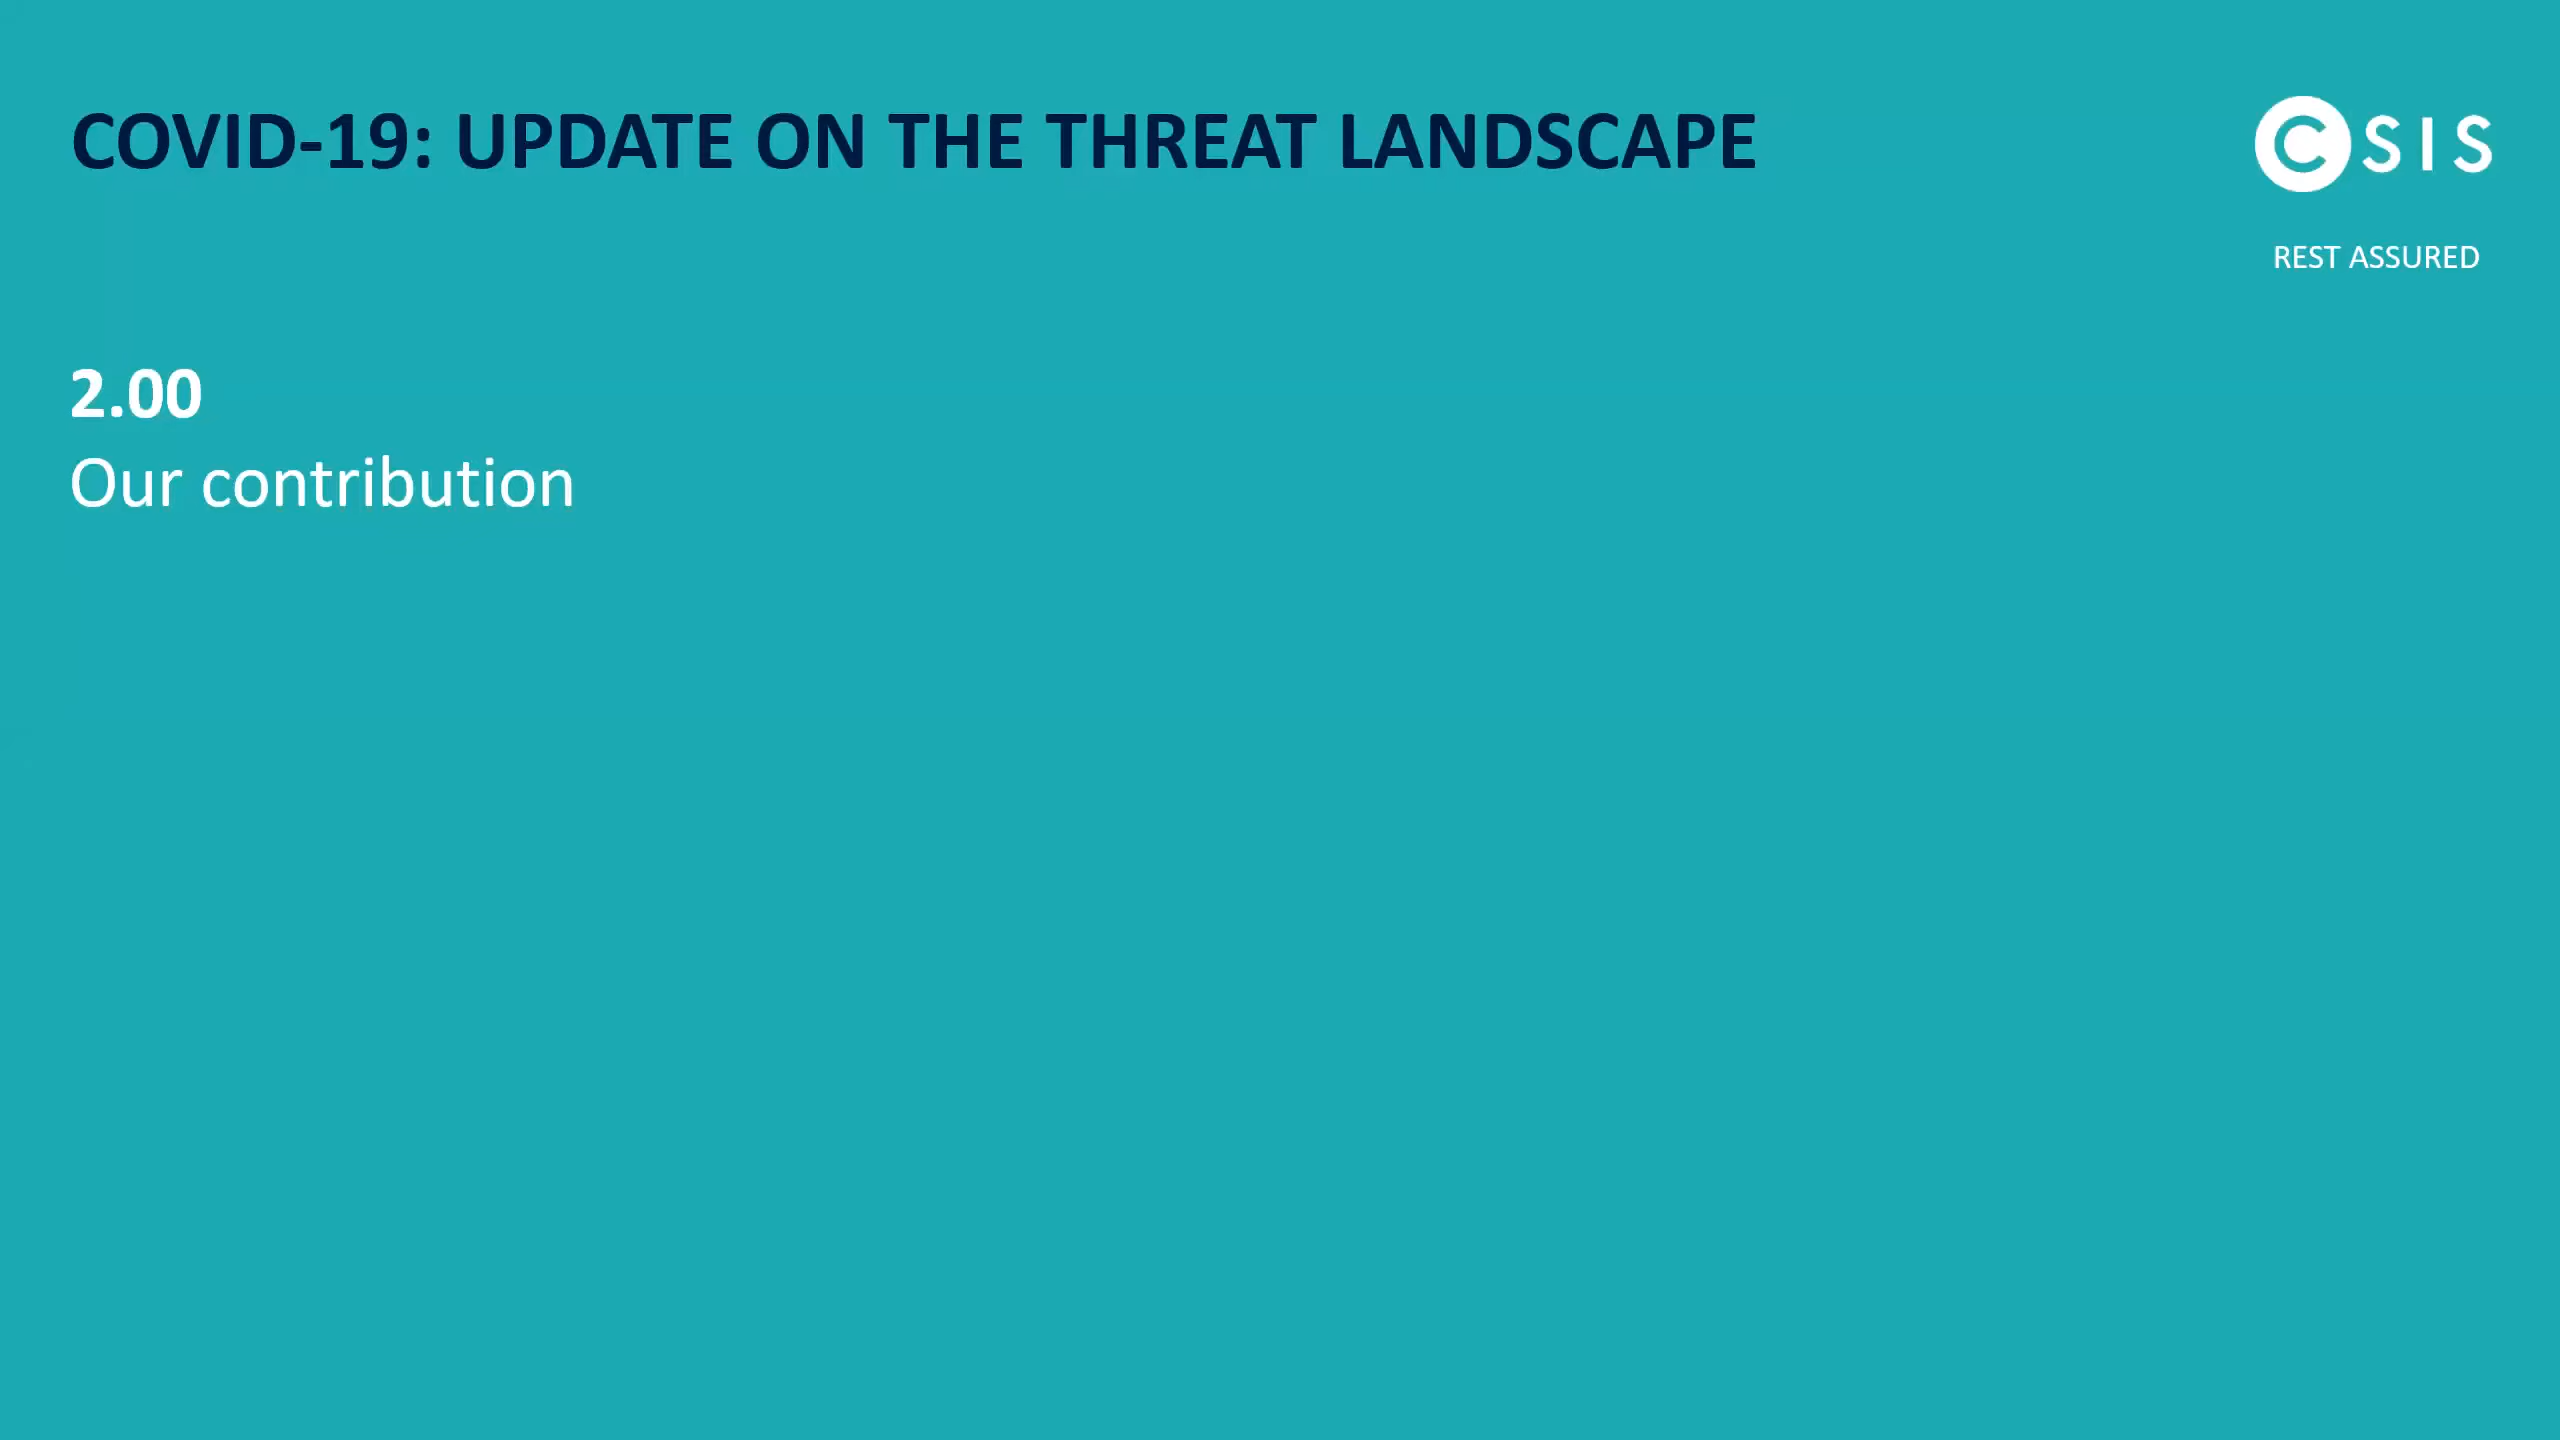 COVID-19: UPDATE ON THE THREAT LANDSCAPE
CSIS
REST ASSURED
2.00
Our contribution